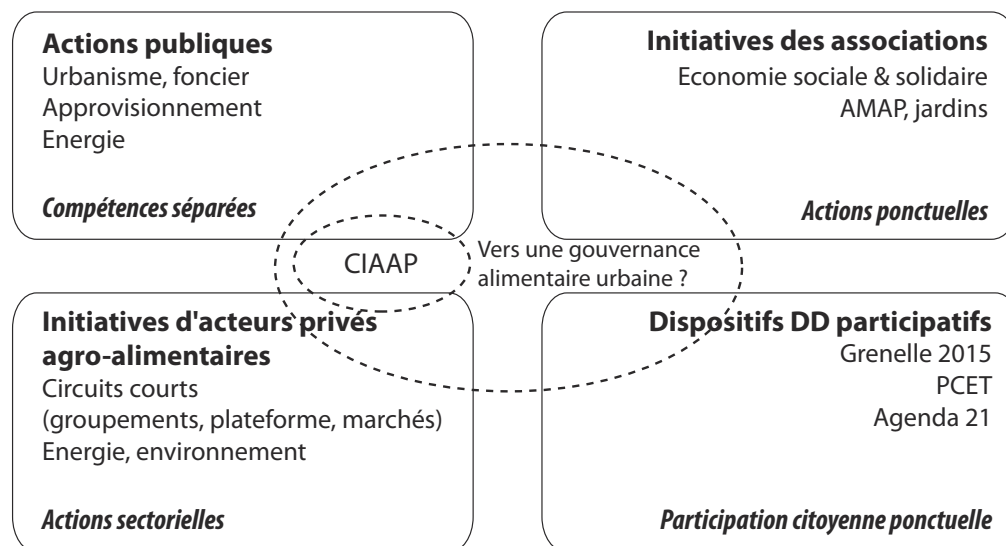 Actions publiques
Urbanisme, foncier
Approvisionnement
Energie
Compétences séparées
Initiatives des associations
Economie sociale & solidaire
AMAP, jardins
Actions ponctuelles
CIAAP
Vers une gouvernance
alimentaire urbaine ?
Initiatives d'acteurs privés
agro-alimentaires
Circuits courts
(groupements, plateforme, marchés)
Energie, environnement
Actions sectorielles
Dispositifs DD participatifs
Grenelle 2015
PCET
Agenda 21
Participation citoyenne ponctuelle